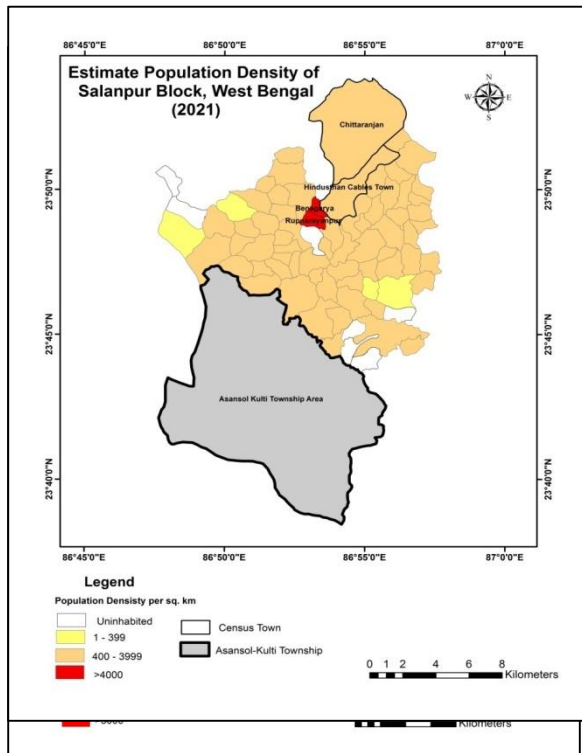 86°45'0"E 86°50'0"E 86°55'0"E 87°0'0"E
Estimate Population Density of
Salanpur Block, West Bengal
(2021)
N
W E
S
Chittaranjan
23°50'0"N 23°50'0"N
Hindusthan Cables Town
Benagarya
Rupnarayanpur
23°45'0"N 23°45'0"N
Asansol Kulti Township Area
23°40'0"N 23°40'0"N
86°45'0"E 86°50'0"E 86°55'0"E 87°0'0"E
Legend
Population Densisty per sq. km
Uninhabited
1 - 399
400 - 3999
>4000
Census Town
Asansol-Kulti Township
0 1 2 4 6 8
Kilometers
Kilometers